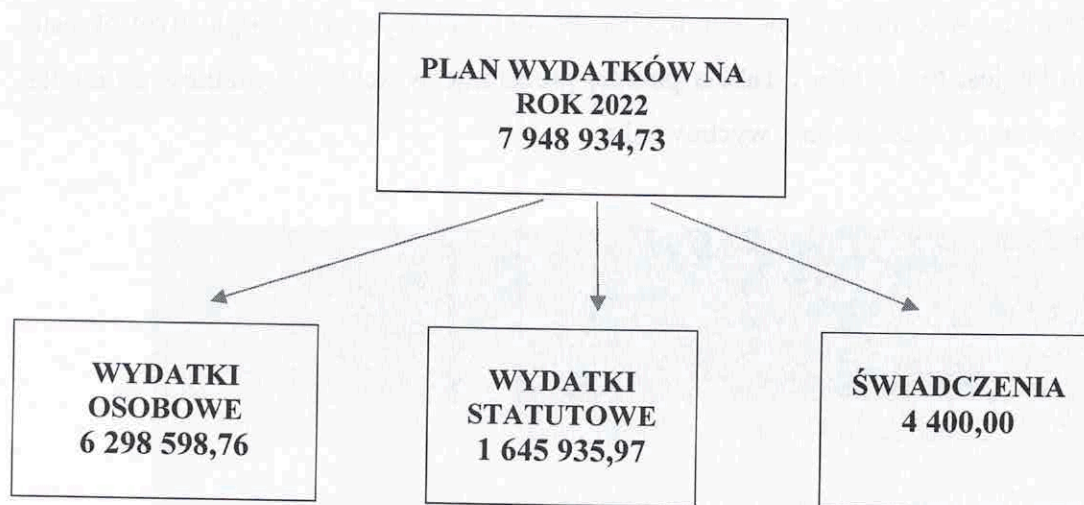 PLAN WYDATKÓW NA
ROK 2022
7 948 934,73
WYDATKI
OSOBOWE
6 298 598,76
WYDATKI
STATUTOWE
1 645 935,97
ŚWIADCZENIA
4 400,00